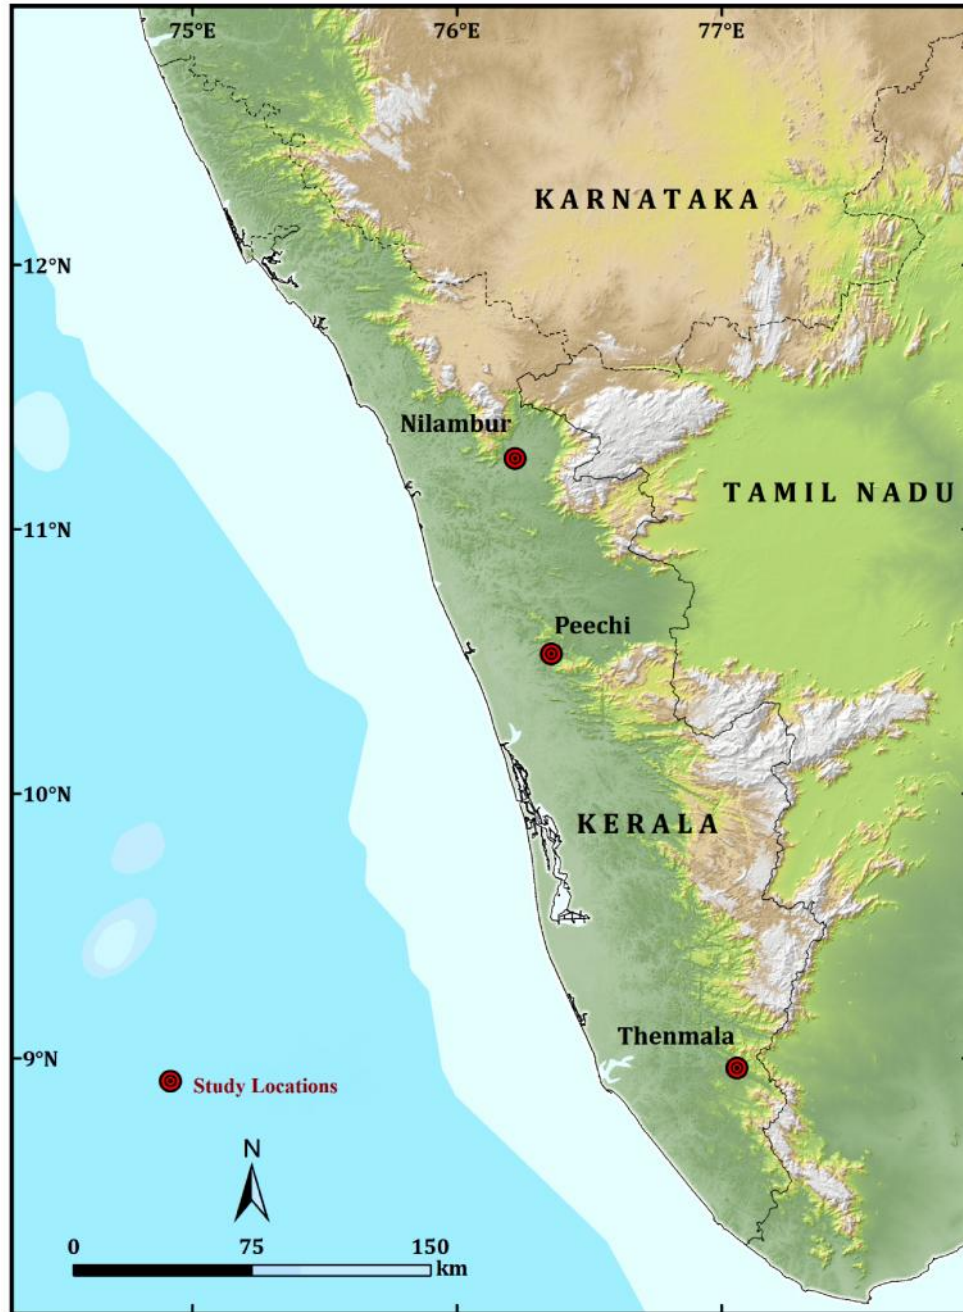 75°E 76°E 77°E
KARNATAKA
12°N
Nilambur
TAMIL NADU
11°N
Peechi
10°N
KERALA
Thenmala
9°N
Study Locations
N
0 75 150
km